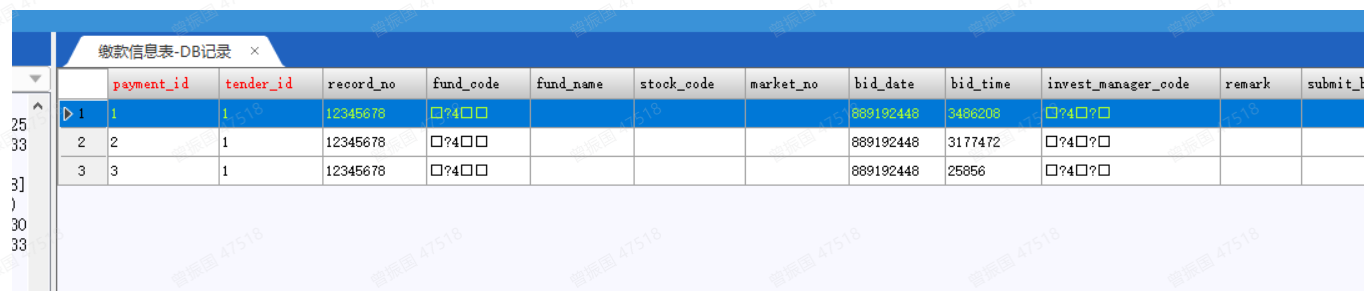 缴款信息表-DB记录 ×
payment_id tender_id record_no fund_code fund_name stock_code market_no bid_date bid_time invest_manager_code remark submit_b
1 1 1 12345678 □?4□□ 889192448 3486208 □?4□?□
2 2 1 12345678 □?4□□ 889192448 3177472 □?4□?□
3 3 1 12345678 □?4□□ 889192448 25856 □?4□?□
25
33
3]
)
30
33
曾振国 47518